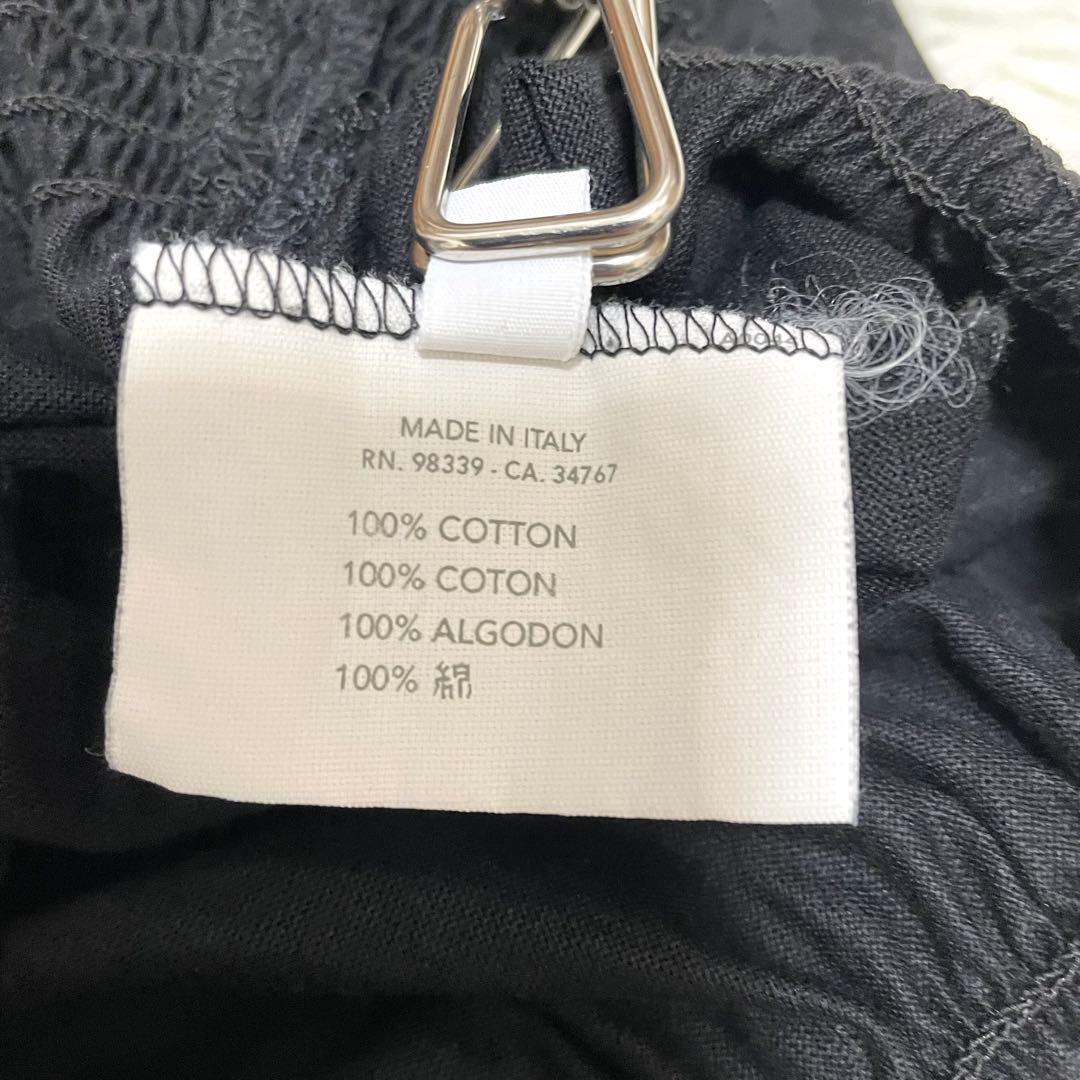 MADE IN ITALY
RN. 98339 - CA. 34767
100% COTTON
100% COTON
100% ALGODON
100% 綿